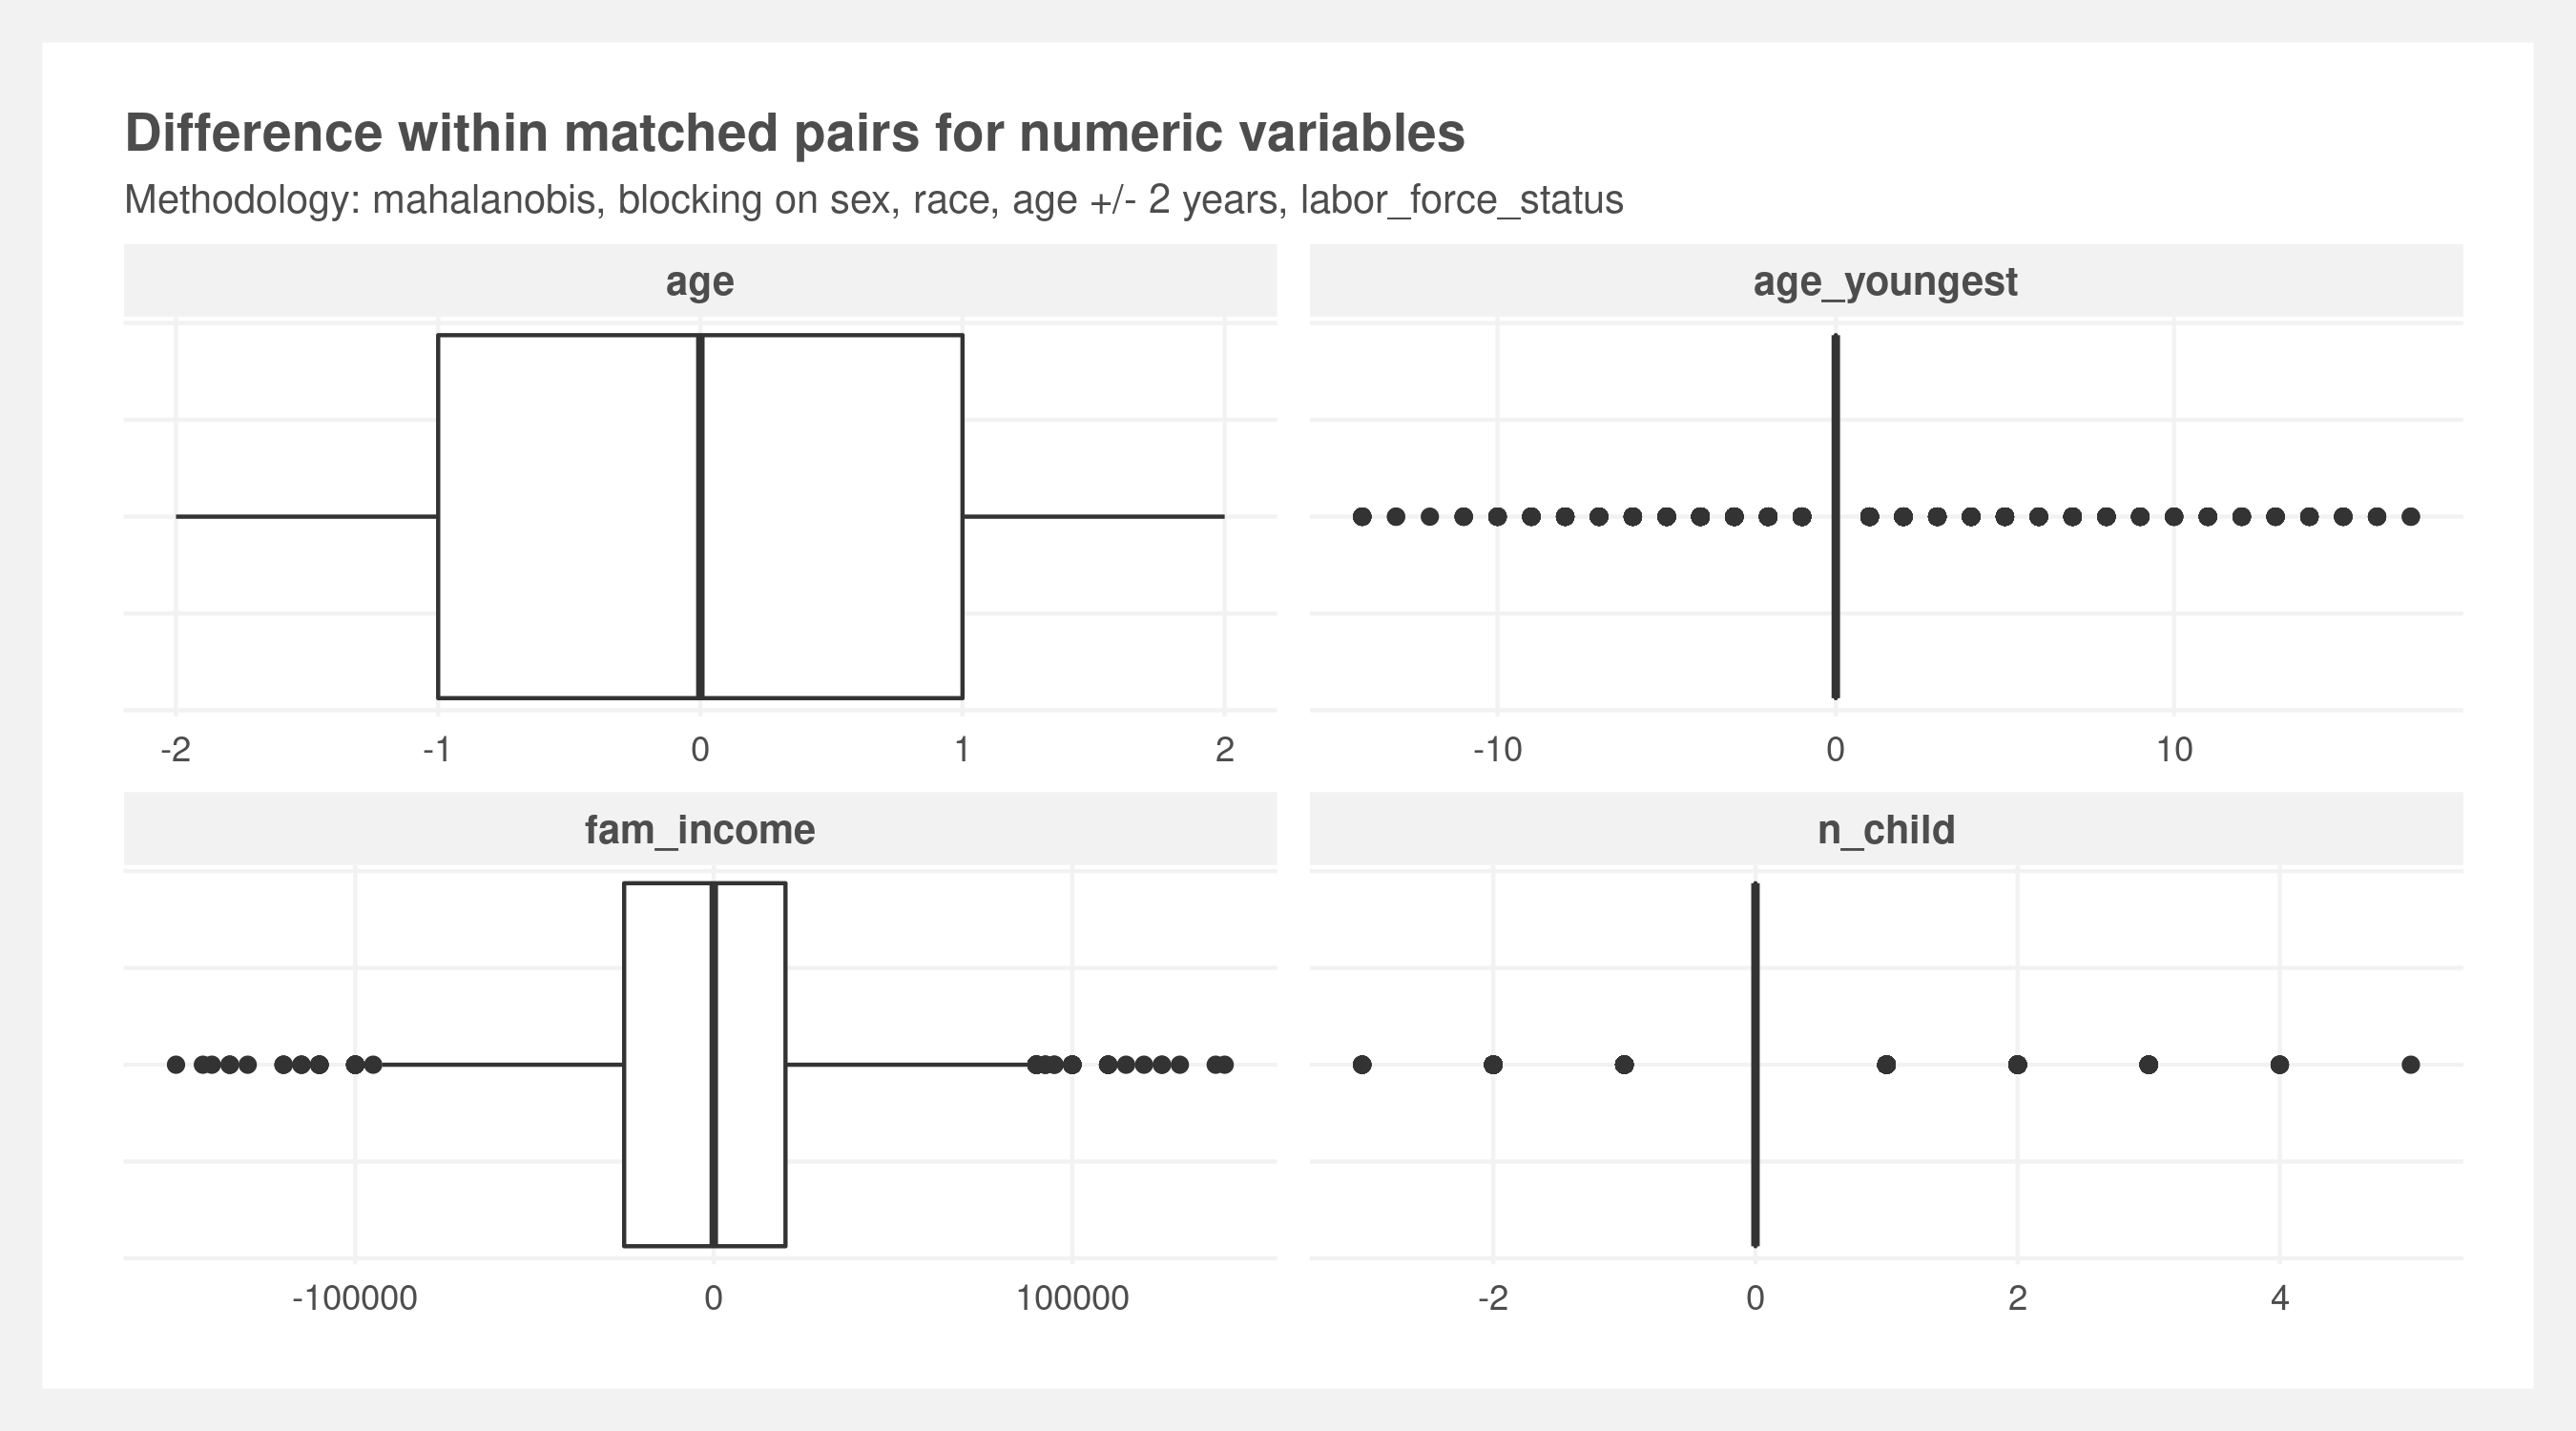 Difference within matched pairs for numeric variables
Methodology: mahalanobis, blocking on sex, race, age +/- 2 years, labor_force_status
age
age_youngest
-2 -1 0 1 2
-10 0 10
fam_income
n_child
-100000 0 100000
-2 0 2 4